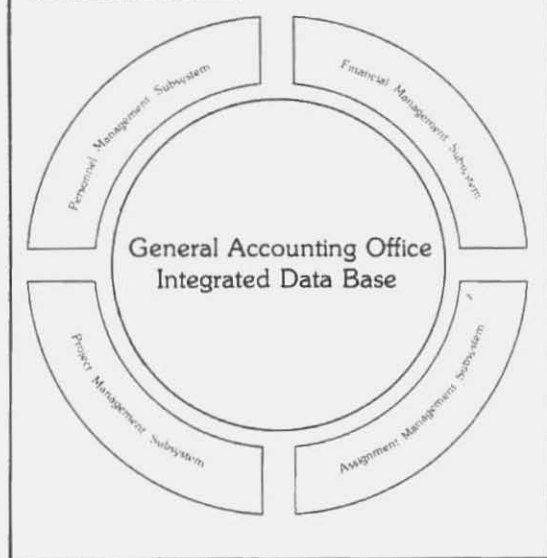 Personnel Management Subsystem
Financial Management Subsystem
General Accounting Office
Integrated Data Base
Project Management Subsystem
Assignment Management Subsystem